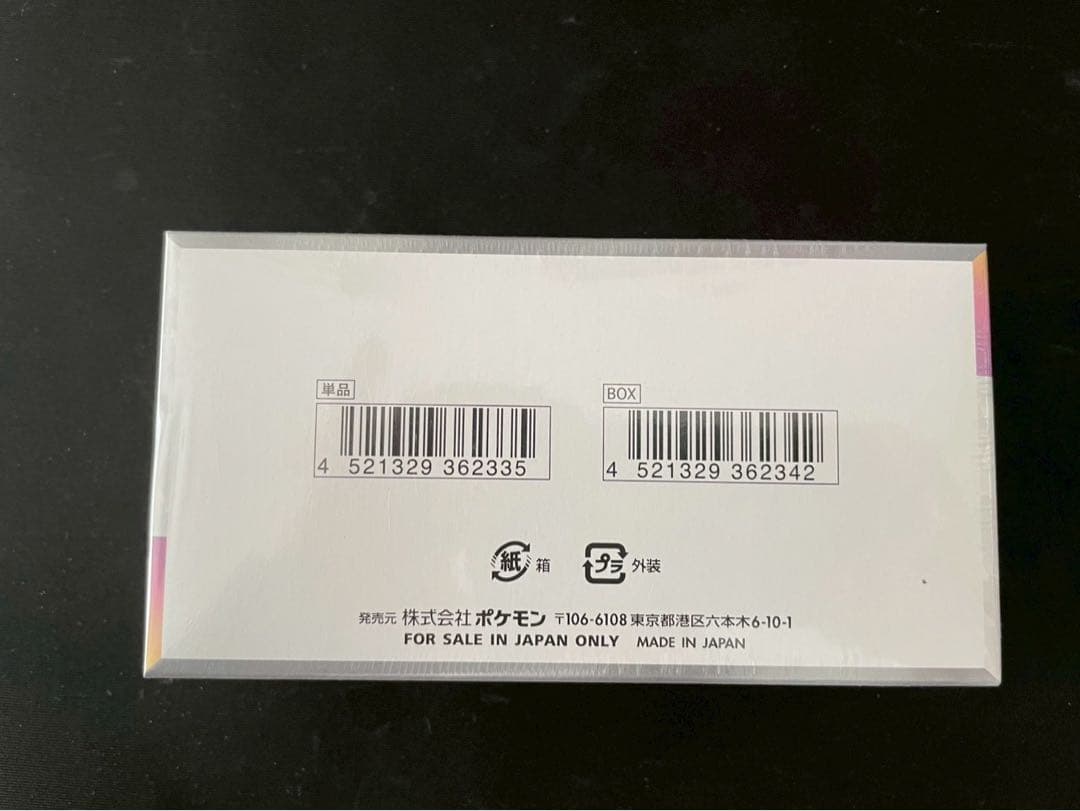 単品
BOX
4 521329 362335
4 521329 362342
紙 箱
プラ 外装
発売元 株式会社 ポケモン 〒106-6108 東京都港区六本木6-10-1
FOR SALE IN JAPAN ONLY MADE IN JAPAN